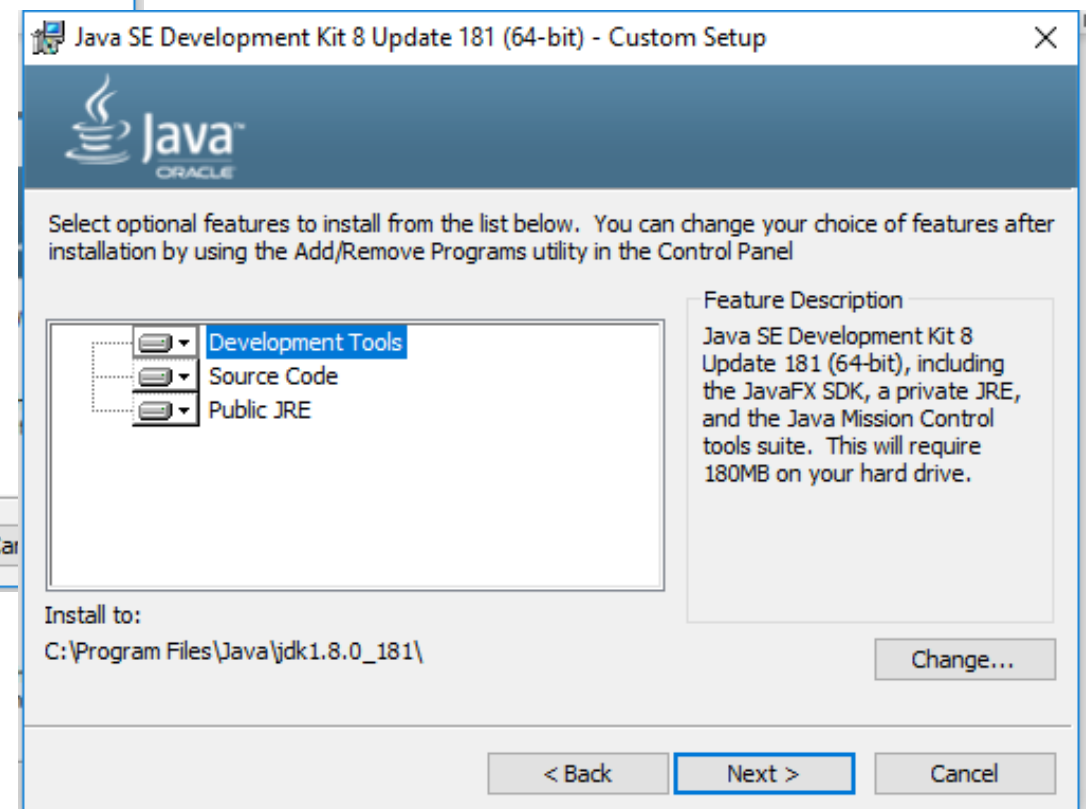 Java SE Development Kit 8 Update 181 (64-bit) - Custom Setup
Java™
ORACLE
Select optional features to install from the list below.  You can change your choice of features after
installation by using the Add/Remove Programs utility in the Control Panel
Development Tools
Source Code
Public JRE
Feature Description
Java SE Development Kit 8
Update 181 (64-bit), including
the JavaFX SDK, a private JRE,
and the Java Mission Control
tools suite.  This will require
180MB on your hard drive.
Install to:
C:\Program Files\Java\jdk1.8.0_181\
Change...
< Back
Next >
Cancel